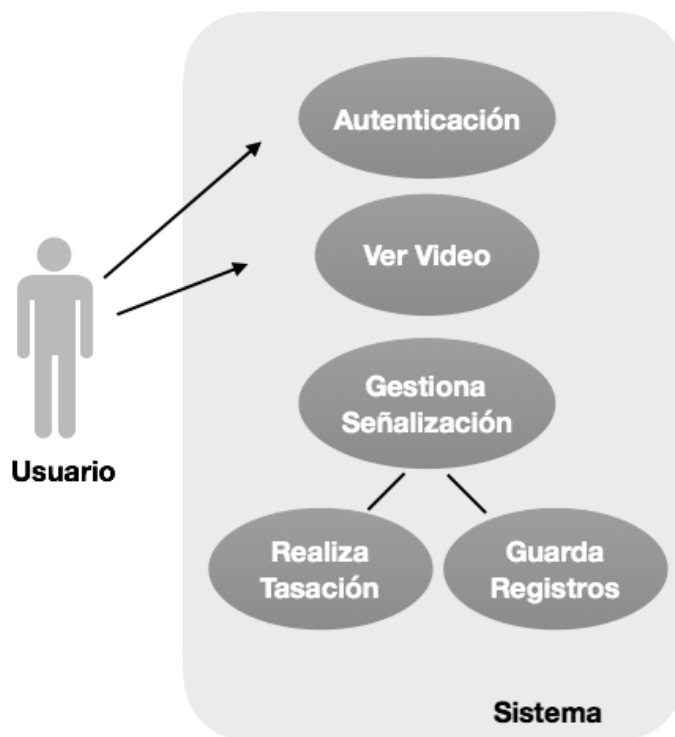 Autenticación
Ver Video
Gestiona
Señalización
Usuario
Realiza
Tasación
Guarda
Registros
Sistema